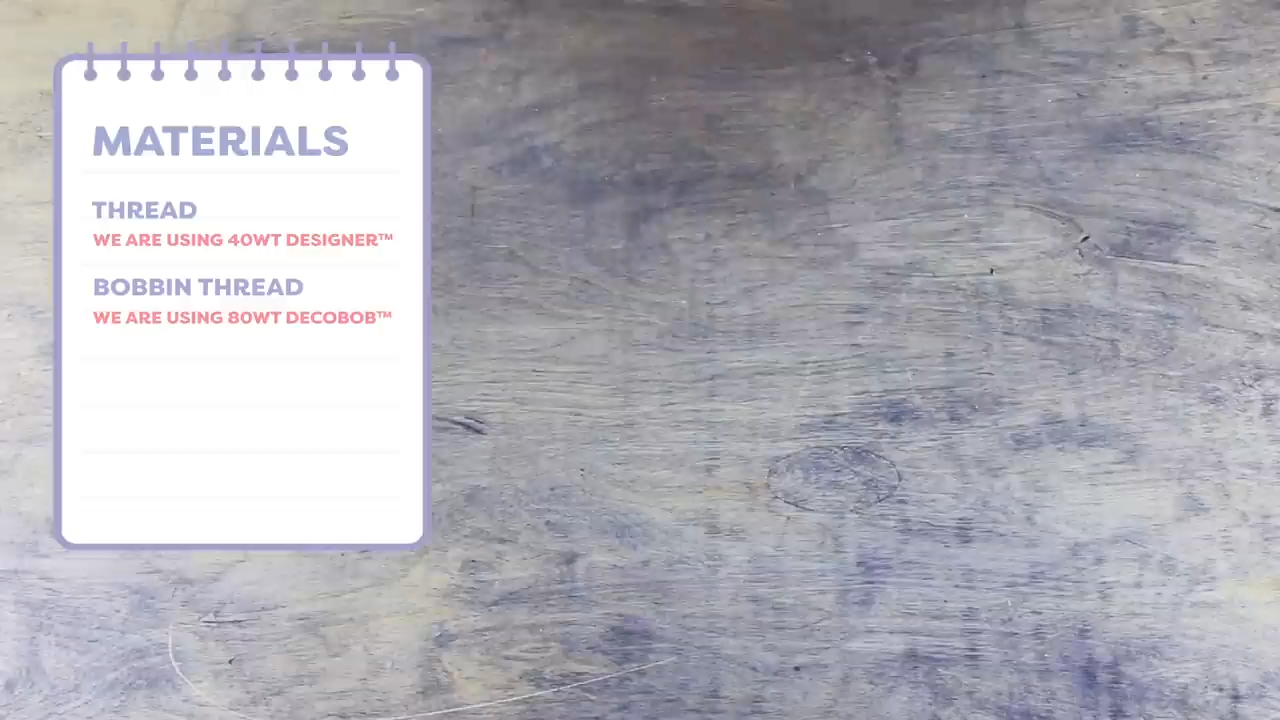 MATERIALS
THREAD
WE ARE USING 40WT DESIGNER™
BOBBIN THREAD
WE ARE USING 80WT DECOBOB™